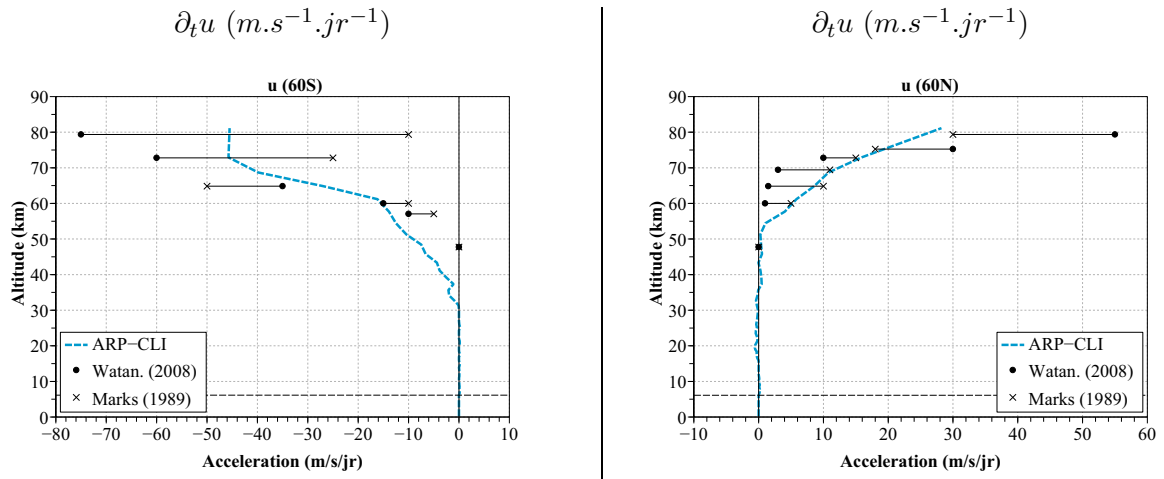 ∂ₜu (m.s⁻¹.jr⁻¹)
u (60S)
90
80
70
60
50
40
30
20
10
0
Altitude (km)
ARP−CLI
Watan. (2008)
Marks (1989)
−80 −70 −60 −50 −40 −30 −20 −10 0 10
Acceleration (m/s/jr)
∂ₜu (m.s⁻¹.jr⁻¹)
u (60N)
90
80
70
60
50
40
30
20
10
0
Altitude (km)
ARP−CLI
Watan. (2008)
Marks (1989)
−10 0 10 20 30 40 50 60
Acceleration (m/s/jr)